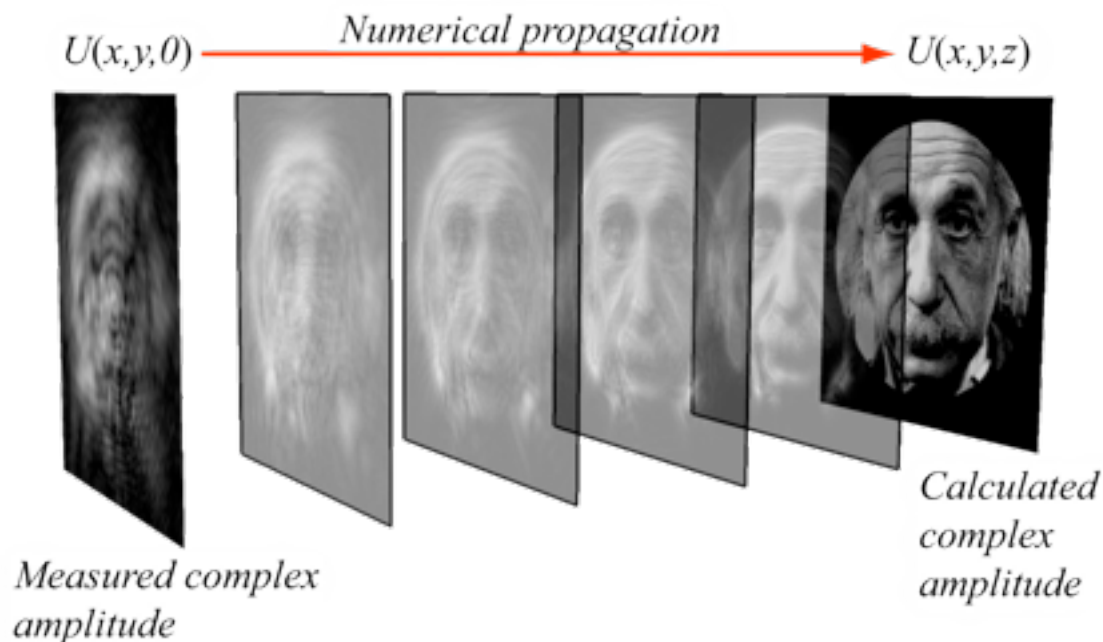 Numerical propagation
U(x,y,0)
U(x,y,z)
Measured complex
amplitude
Calculated
complex
amplitude